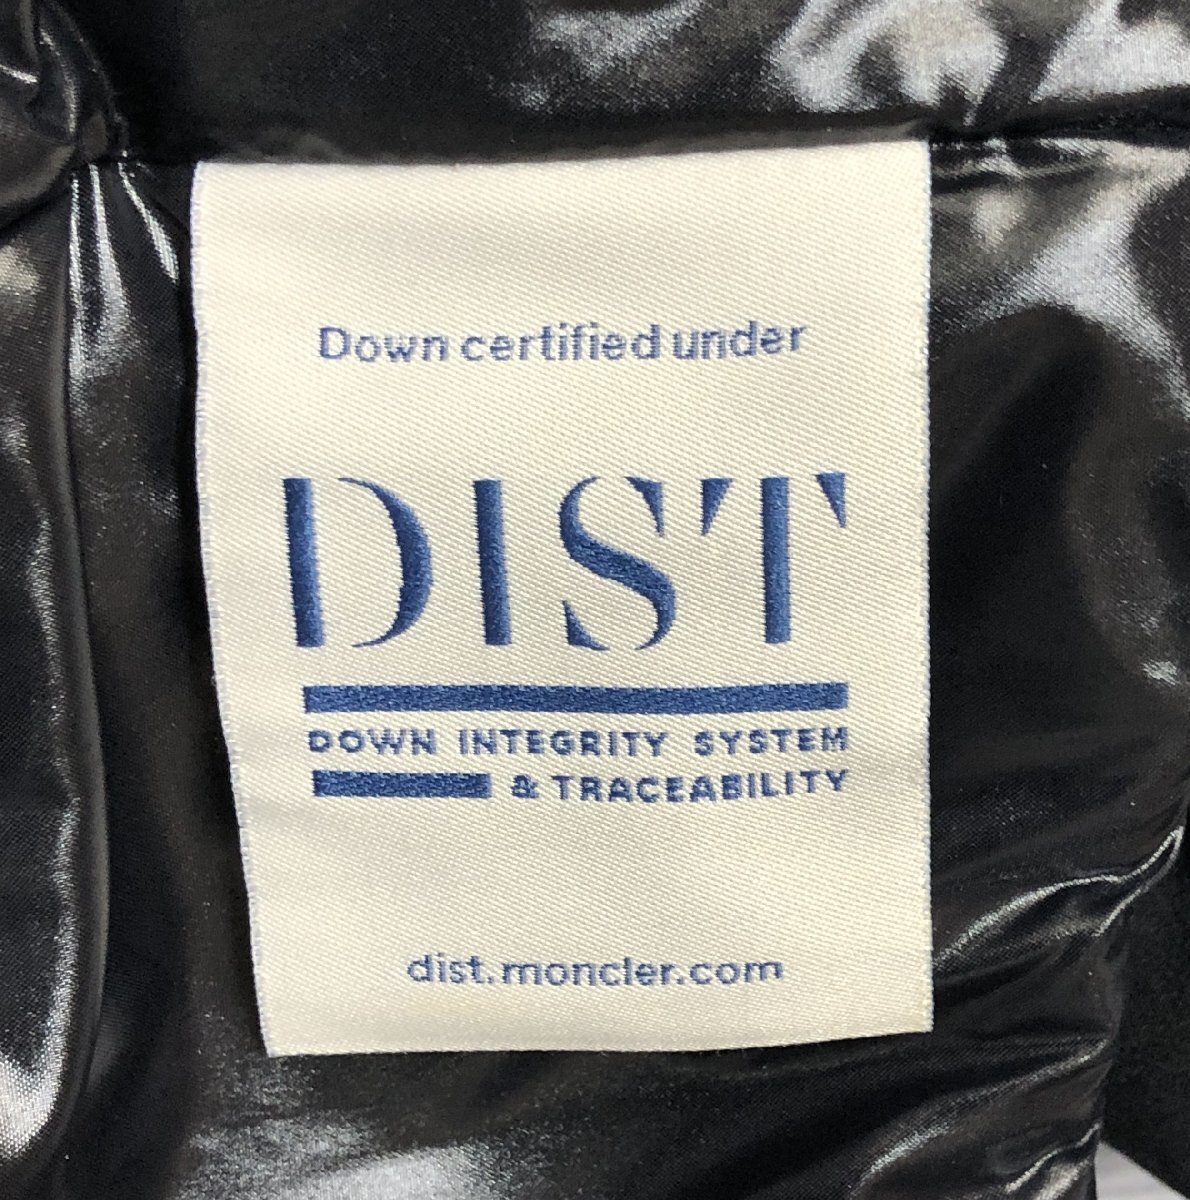 Down certified under
DIST
DOWN INTEGRITY SYSTEM
& TRACEABILITY
dist.moncler.com